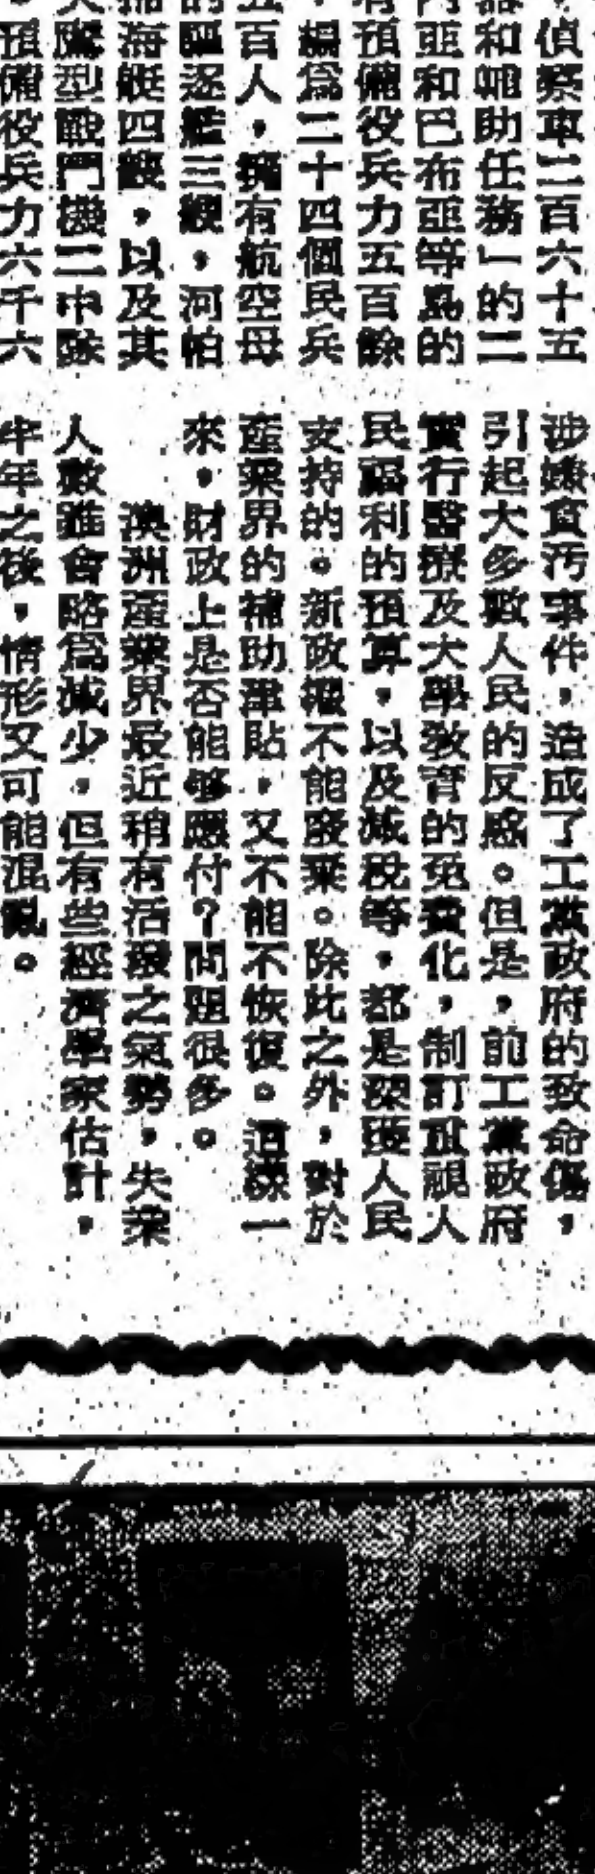 ，偵察車二百六十五
和輔助任務」的二
內亞和巴布亞等島的
有預備役兵力五百餘
，編爲二十四個民兵
五百人，擁有航空母
的驅逐艦三艘，河帕
掃海艇四艘，以及其
鷹型戰鬥機二中隊
，預備役兵力六千六
涉嫌貪污事件，造成了工黨政府的致命傷，
引起大多數人民的反感。但是，前工黨政府
實行醫療及大學教育的免費化，制訂重視人
民福利的預算，以及減稅等，都是深獲人民
支持的。新政權不能廢棄。除此之外，對於
產業界的補助津貼，又不能不恢復。這樣一
來，財政上是否能够應付？問題很多。
澳洲產業界最近稍有活躍之氣勢，失業
人數雖會略爲減少，但有些經濟學家估計，
半年之後，情形又可能混亂。